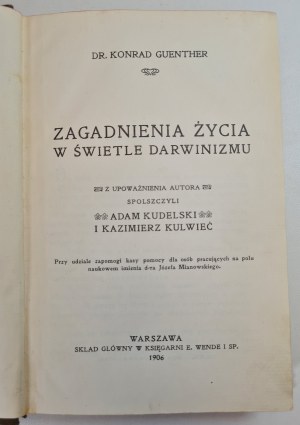 DR. KONRAD GUENTHER
ZAGADNIENIA ŻYCIA
W ŚWIETLE DARWINIZMU
Z UPOWAŻNIENIA AUTORA
SPOLSZCZYLI
ADAM KUDELSKI
I KAZIMIERZ KULWIEĆ
Przy udziale zapomogi kasy pomocy dla osób pracujących na polu
naukowem imienia d-ra Józefa Mianowskiego.
WARSZAWA
SKŁAD GŁÓWNY W KSIĘGARNI E. WENDE I SP.
1906